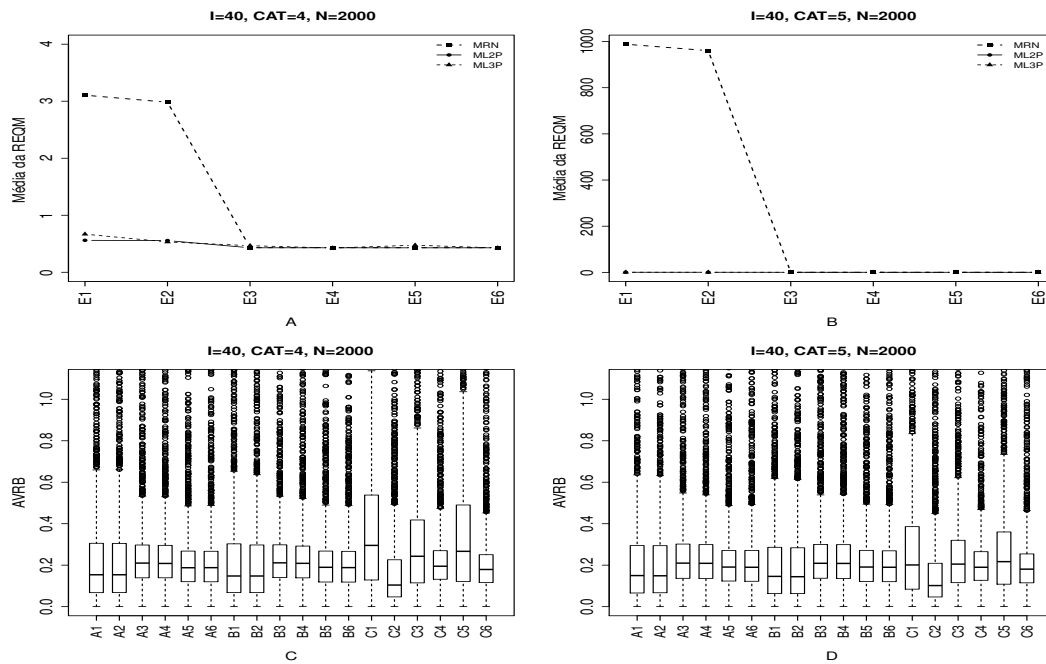 I=40, CAT=4, N=2000
Média da REQM
0
1
2
3
4
MRN
ML2P
ML3P
E1
E2
E3
E4
E5
E6
A
I=40, CAT=5, N=2000
Média da REQM
0
200
400
600
800
1000
MRN
ML2P
ML3P
E1
E2
E3
E4
E5
E6
B
I=40, CAT=4, N=2000
AVRB
0.0
0.2
0.4
0.6
0.8
1.0
A1
A2
A3
A4
A5
A6
B1
B2
B3
B4
B5
B6
C1
C2
C3
C4
C5
C6
C
I=40, CAT=5, N=2000
AVRB
0.0
0.2
0.4
0.6
0.8
1.0
A1
A2
A3
A4
A5
A6
B1
B2
B3
B4
B5
B6
C1
C2
C3
C4
C5
C6
D